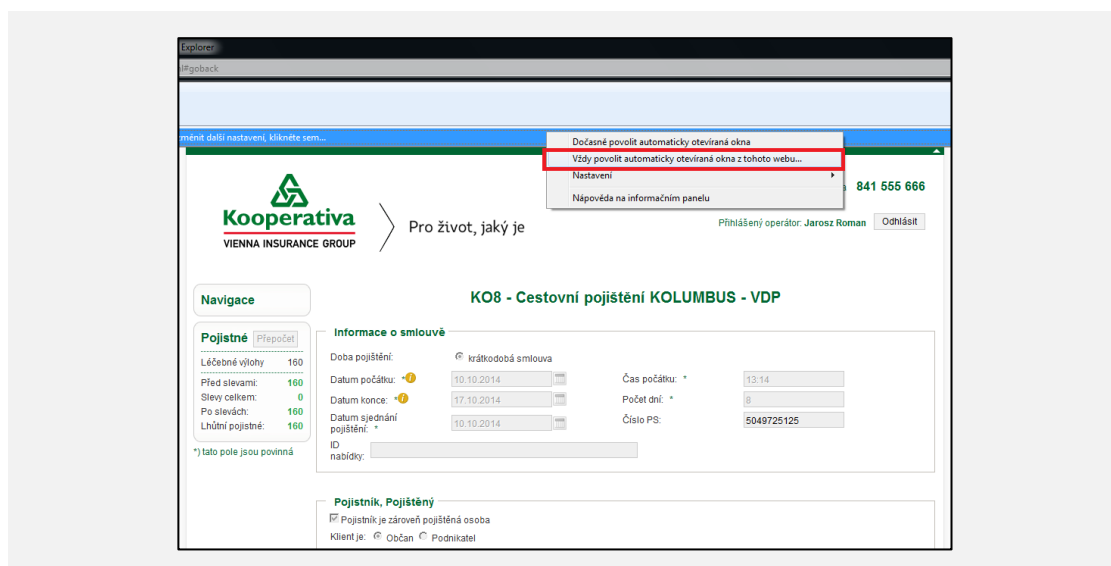 Explorer
l#goback
změnit další nastavení, klikněte sem...
Dočasně povolit automaticky otevíraná okna
Vždy povolit automaticky otevíraná okna z tohoto webu...
Nastavení
Nápověda na informačním panelu
841 555 666
Kooperativa
VIENNA INSURANCE GROUP
Pro život, jaký je
Přihlášený operátor: Jarosz Roman Odhlásit
Navigace
KO8 - Cestovní pojištění KOLUMBUS - VDP
Pojistné Přepočet
Léčebné výlohy 160
Před slevami: 160
Slevy celkem: 0
Po slevách: 160
Lhůtní pojistné: 160
*) tato pole jsou povinná
Informace o smlouvě
Doba pojištění: krátkodobá smlouva
Datum počátku: * 10.10.2014 Čas počátku: * 13:14
Datum konce: * 17.10.2014 Počet dní: * 8
Datum sjednání
pojištění: * 10.10.2014 Číslo PS: 5049725125
ID
nabídky:
Pojistník, Pojištěný
Pojistník je zároveň pojištěná osoba
Klient je: Občan Podnikatel